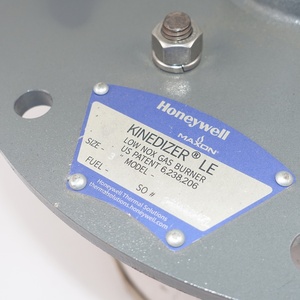 Honeywell
MAXON
KINEDIZER® LE
LOW NOX GAS BURNER
US PATENT 6,238,206
SIZE -
MODEL -
FUEL -
SO #
Honeywell Thermal Solutions
ThermalSolutions.honeywell.com